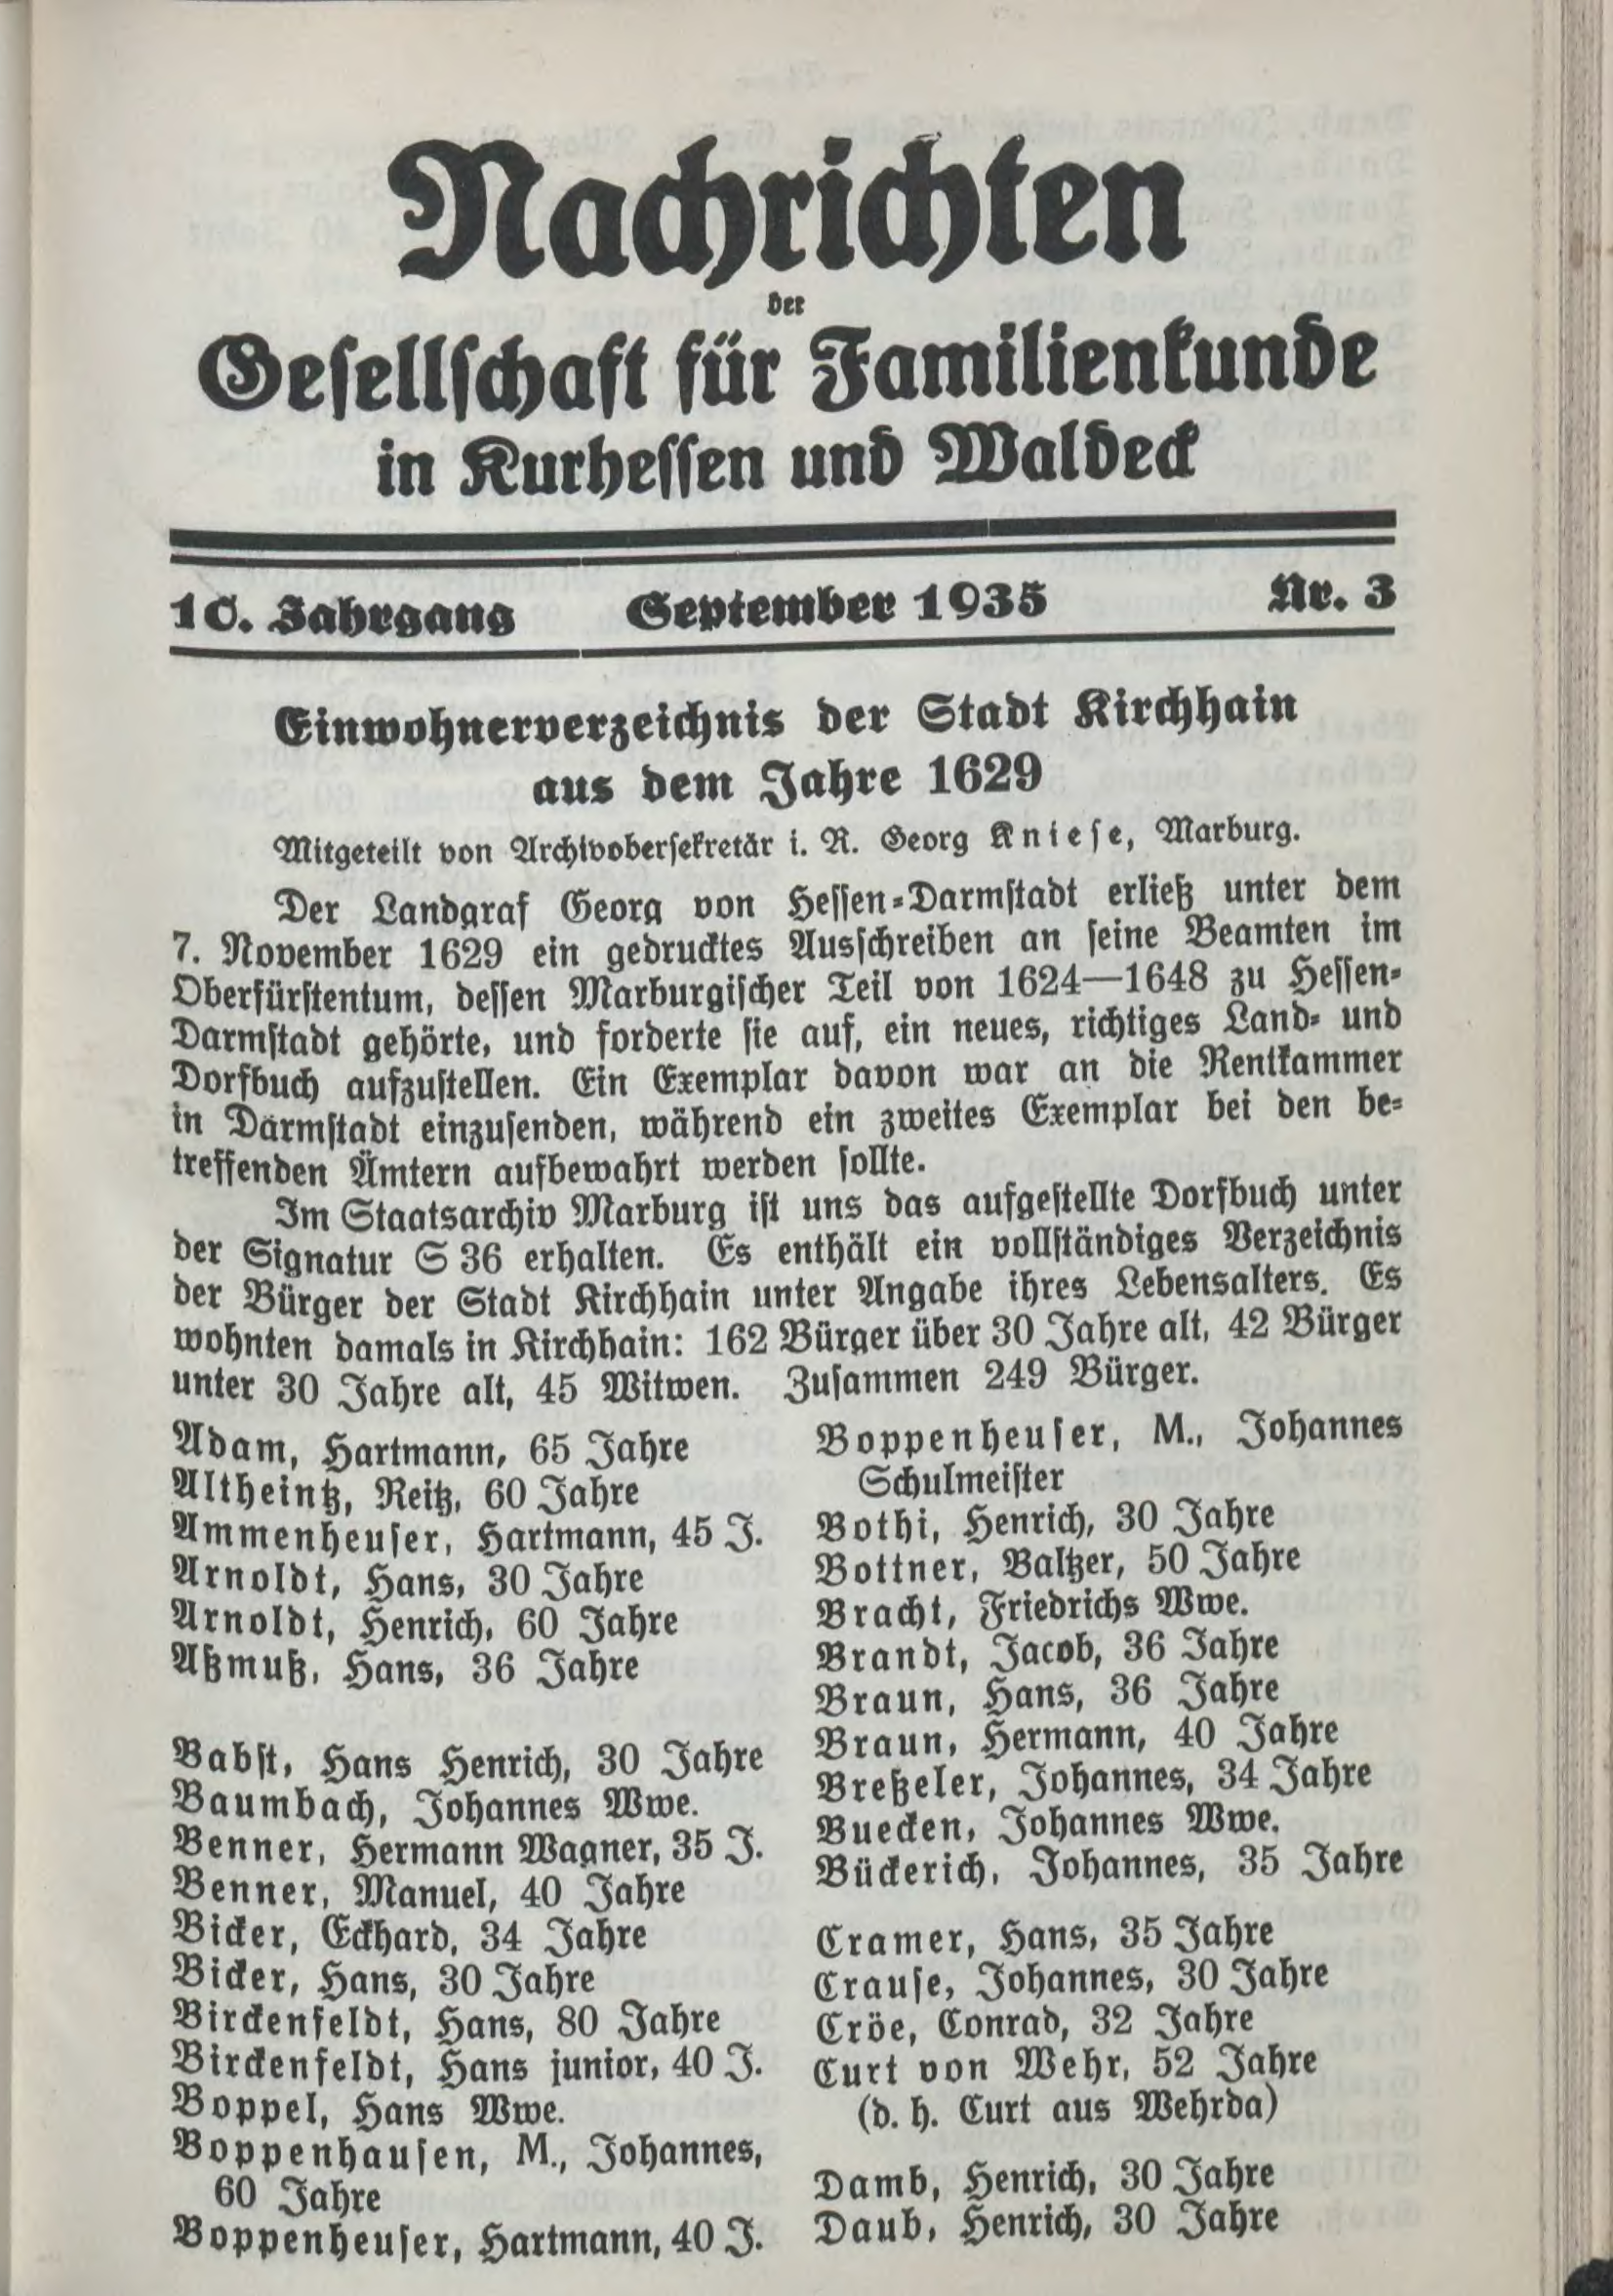 Nachrichten
der
Gesellschaft für Familienkunde
in Kurhessen und Waldeck
10. Jahrgang September 1935 Nr. 3
Einwohnerverzeichnis der Stadt Kirchhain
aus dem Jahre 1629
Mitgeteilt von Archivobersekretär i. R. Georg Kniese, Marburg.
Der Landgraf Georg von Hessen-Darmstadt erließ unter dem
7. November 1629 ein gedrucktes Ausschreiben an seine Beamten im
Oberfürstentum, dessen Marburgischer Teil von 1624—1648 zu Hessen-
Darmstadt gehörte, und forderte sie auf, ein neues, richtiges Land- und
Dorfbuch aufzustellen. Ein Exemplar davon war an die Rentkammer
in Darmstadt einzusenden, während ein zweites Exemplar bei den be-
treffenden Ämtern aufbewahrt werden sollte.
Im Staatsarchiv Marburg ist uns das aufgestellte Dorfbuch unter
der Signatur S 36 erhalten. Es enthält ein vollständiges Verzeichnis
der Bürger der Stadt Kirchhain unter Angabe ihres Lebensalters. Es
wohnten damals in Kirchhain: 162 Bürger über 30 Jahre alt, 42 Bürger
unter 30 Jahre alt, 45 Witwen. Zusammen 249 Bürger.
Adam, Hartmann, 65 Jahre
Altheintz, Reitz, 60 Jahre
Ammenheuser, Hartmann, 45 J.
Arnoldt, Hans, 30 Jahre
Arnoldt, Henrich, 60 Jahre
Aßmuß, Hans, 36 Jahre
Babst, Hans Henrich, 30 Jahre
Baumbach, Johannes Wwe.
Benner, Hermann Wagner, 35 J.
Benner, Manuel, 40 Jahre
Bicker, Eckhard, 34 Jahre
Bicker, Hans, 30 Jahre
Birckenfeldt, Hans, 80 Jahre
Birckenfeldt, Hans junior, 40 J.
Boppel, Hans Wwe.
Boppenhausen, M., Johannes,
60 Jahre
Boppenheuser, Hartmann, 40 J.
Boppenheuser, M., Johannes
Schulmeister
Bothi, Henrich, 30 Jahre
Bottner, Baltzer, 50 Jahre
Bracht, Friedrichs Wwe.
Brandt, Jacob, 36 Jahre
Braun, Hans, 36 Jahre
Braun, Hermann, 40 Jahre
Breßeler, Johannes, 34 Jahre
Buecken, Johannes Wwe.
Bückerich, Johannes, 35 Jahre
Cramer, Hans, 35 Jahre
Crause, Johannes, 30 Jahre
Cröe, Conrad, 32 Jahre
Curt von Wehr, 52 Jahre
(d. h. Curt aus Wehrda)
Damb, Henrich, 30 Jahre
Daub, Henrich, 30 Jahre